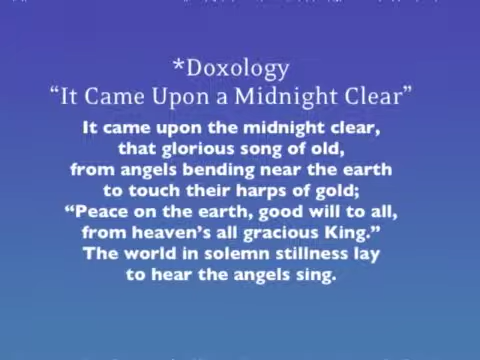 *Doxology
“It Came Upon a Midnight Clear”
It came upon the midnight clear,
that glorious song of old,
from angels bending near the earth
to touch their harps of gold;
“Peace on the earth, good will to all,
from heaven’s all gracious King.”
The world in solemn stillness lay
to hear the angels sing.